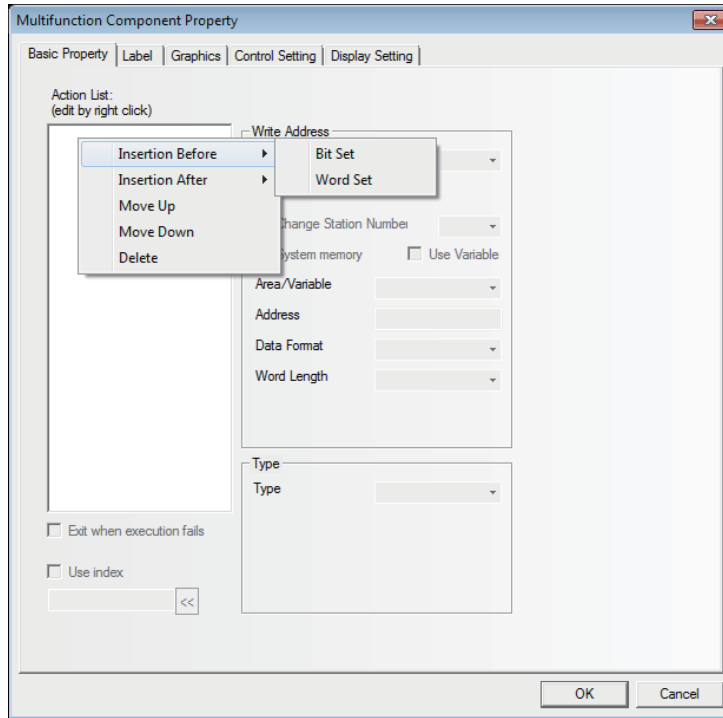 Multifunction Component Property
Basic Property Label Graphics Control Setting Display Setting
Action List:
(edit by right click)
Insertion Before
Insertion After
Move Up
Move Down
Delete
Bit Set
Word Set
Write Address
Change Station Number
System memory Use Variable
Area/Variable
Address
Data Format
Word Length
Type
Type
Exit when execution fails
Use index
<<
OK Cancel